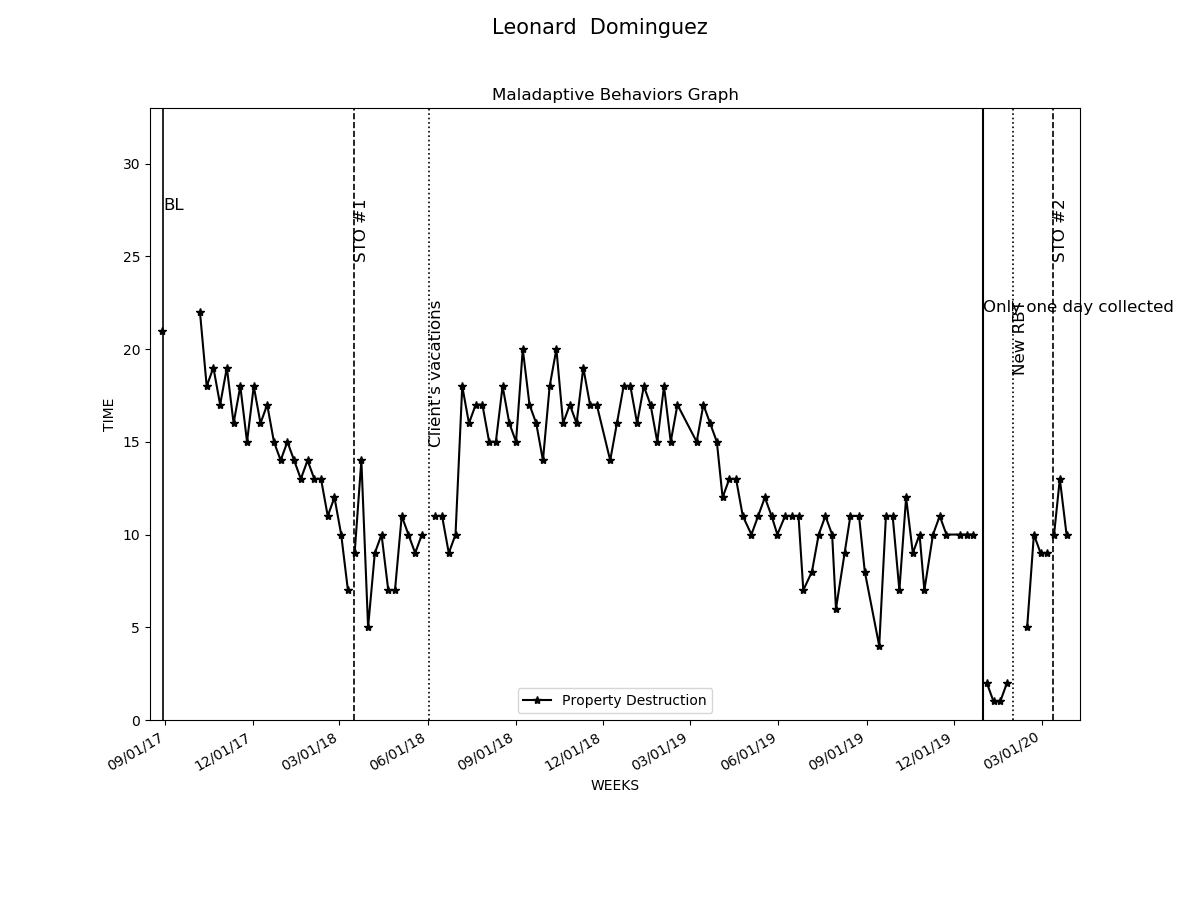 Leonard  Dominguez
Maladaptive Behaviors Graph
30
25
20
15
10
5
0
TIME
BL
STO #1
Client's vacations
Only one day collected
New RBT
STO #2
Property Destruction
09/01/17
12/01/17
03/01/18
06/01/18
09/01/18
12/01/18
03/01/19
06/01/19
09/01/19
12/01/19
03/01/20
WEEKS